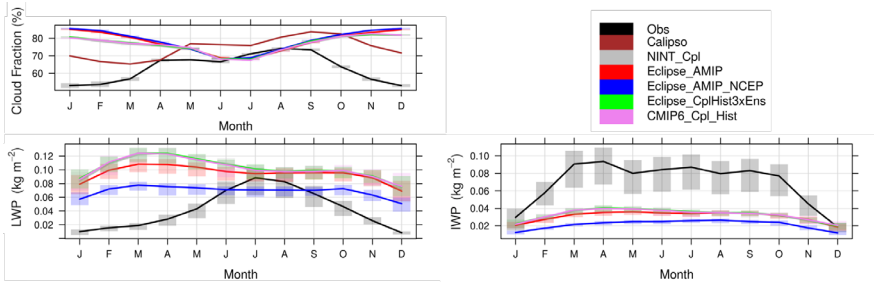 Cloud Fraction (%)
80
70
60
J F M A M J J A S O N D
Month
Obs
Calipso
NINT_Cpl
Eclipse_AMIP
Eclipse_AMIP_NCEP
Eclipse_CplHist3xEns
CMIP6_Cpl_Hist
LWP (kg m-2)
0.12
0.10
0.08
0.06
0.04
0.02
J F M A M J J A S O N D
Month
IWP (kg m-2)
0.10
0.08
0.06
0.04
0.02
J F M A M J J A S O N D
Month